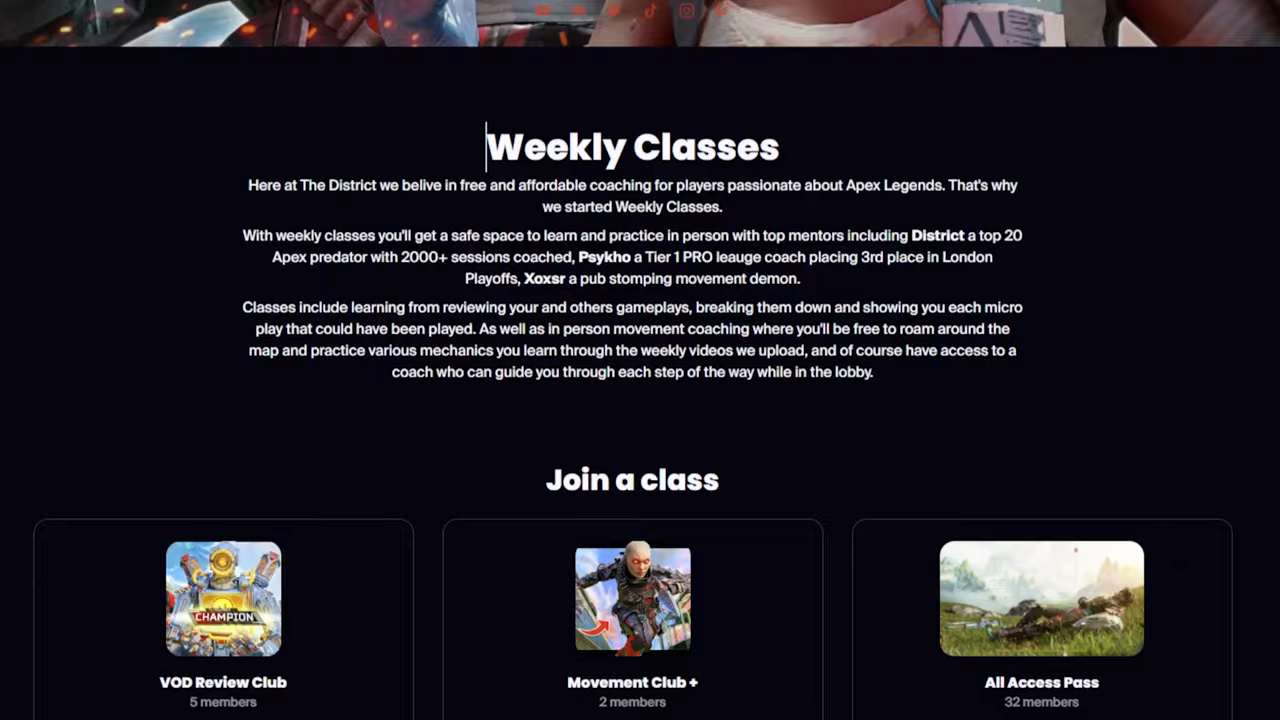 Weekly Classes
Here at The District we belive in free and affordable coaching for players passionate about Apex Legends. That's why
we started Weekly Classes.
With weekly classes you'll get a safe space to learn and practice in person with top mentors including District a top 20
Apex predator with 2000+ sessions coached, Psykho a Tier 1 PRO leauge coach placing 3rd place in London
Playoffs, Xoxsr a pub stomping movement demon.
Classes include learning from reviewing your and others gameplays, breaking them down and showing you each micro
play that could have been played. As well as in person movement coaching where you'll be free to roam around the
map and practice various mechanics you learn through the weekly videos we upload, and of course have access to a
coach who can guide you through each step of the way while in the lobby.
Join a class
CHAMPION
VOD Review Club
Movement Club +
All Access Pass
5 members
2 members
32 members